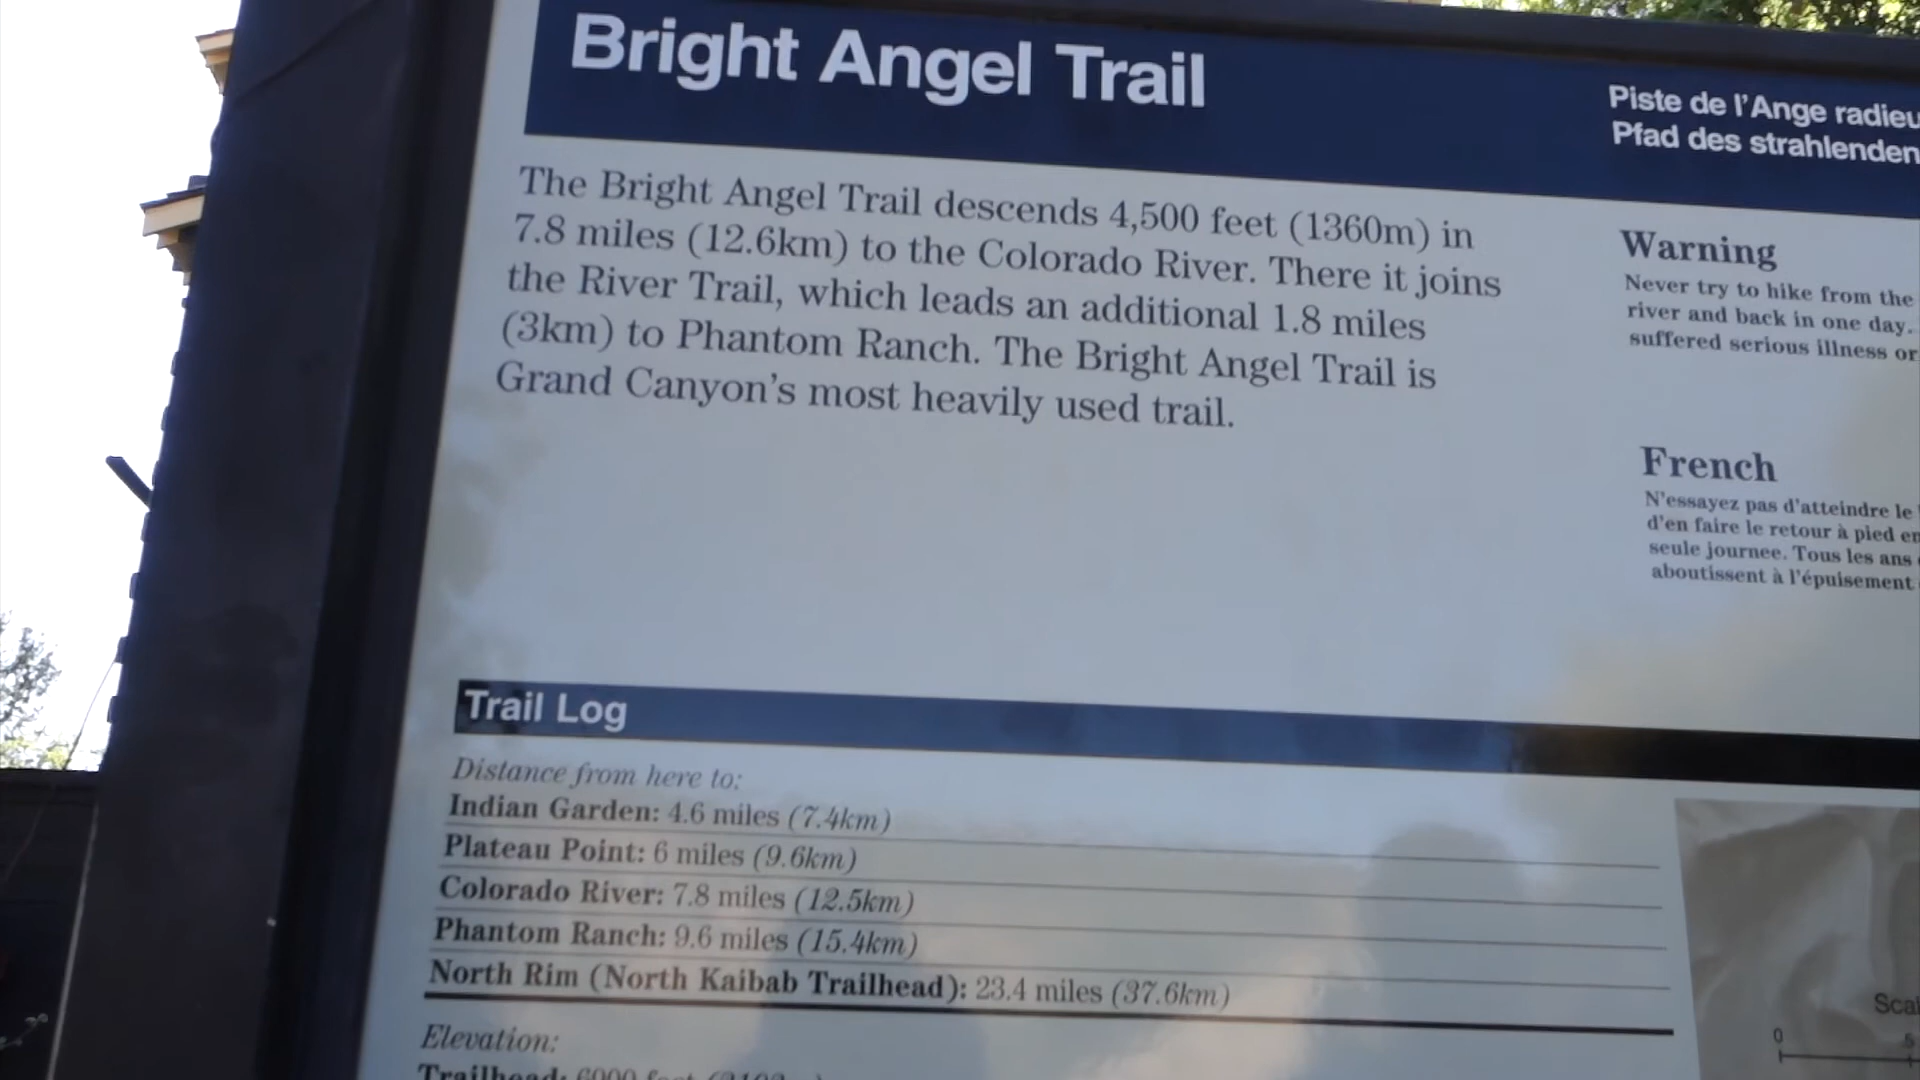 Bright Angel Trail
Piste de l'Ange radieu
Pfad des strahlenden
The Bright Angel Trail descends 4,500 feet (1360m) in
7.8 miles (12.6km) to the Colorado River. There it joins
the River Trail, which leads an additional 1.8 miles
(3km) to Phantom Ranch. The Bright Angel Trail is
Grand Canyon's most heavily used trail.
Warning
Never try to hike from the
river and back in one day.
suffered serious illness or
French
N'essayez pas d'atteindre le
d'en faire le retour à pied en
seule journee. Tous les ans
aboutissent à l'épuisement
Trail Log
Distance from here to:
Indian Garden: 4.6 miles (7.4km)
Plateau Point: 6 miles (9.6km)
Colorado River: 7.8 miles (12.5km)
Phantom Ranch: 9.6 miles (15.4km)
North Rim (North Kaibab Trailhead): 23.4 miles (37.6km)
Elevation:
Trailhead:
Scal
0